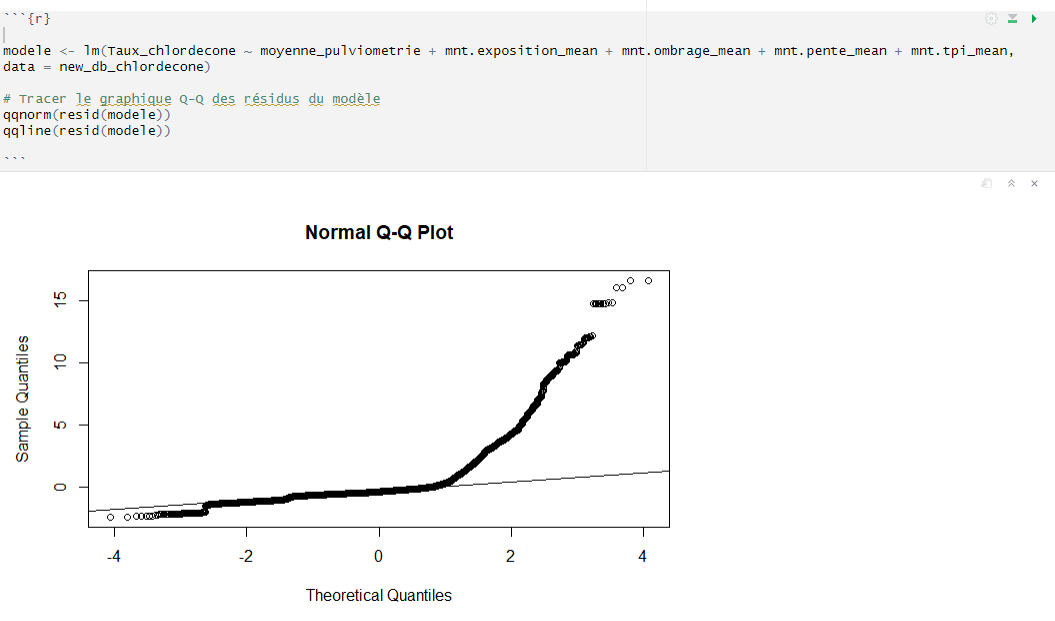 ```{r}
modele <- lm(Taux_chlordecone ~ moyenne_pulviometrie + mnt.exposition_mean + mnt.ombrage_mean + mnt.pente_mean + mnt.tpi_mean,
data = new_db_chlordecone)
# Tracer le graphique Q-Q des résidus du modèle
qqnorm(resid(modele))
qqline(resid(modele))
```
Normal Q-Q Plot
Sample Quantiles
15
10
5
0
-4 -2 0 2 4
Theoretical Quantiles